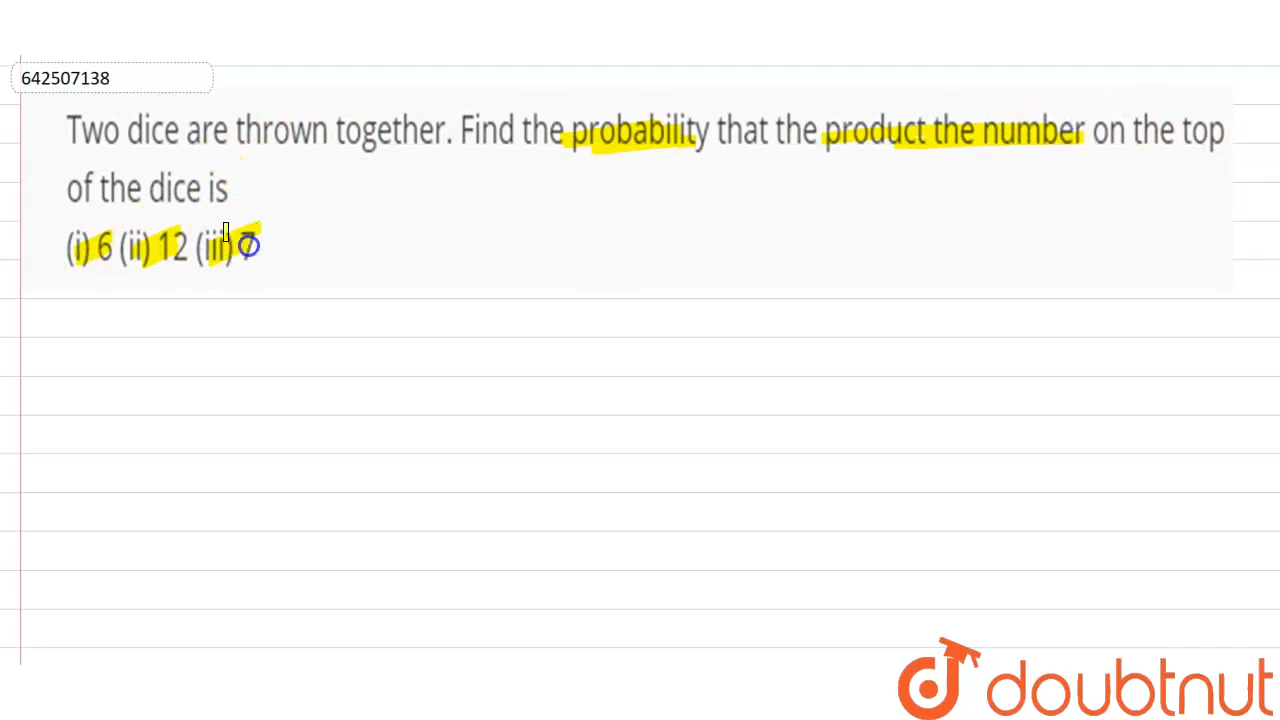 642507138
Two dice are thrown together. Find the probability that the product the number on the top
of the dice is
(i) 6 (ii) 12 (iii) 7
doubtnut